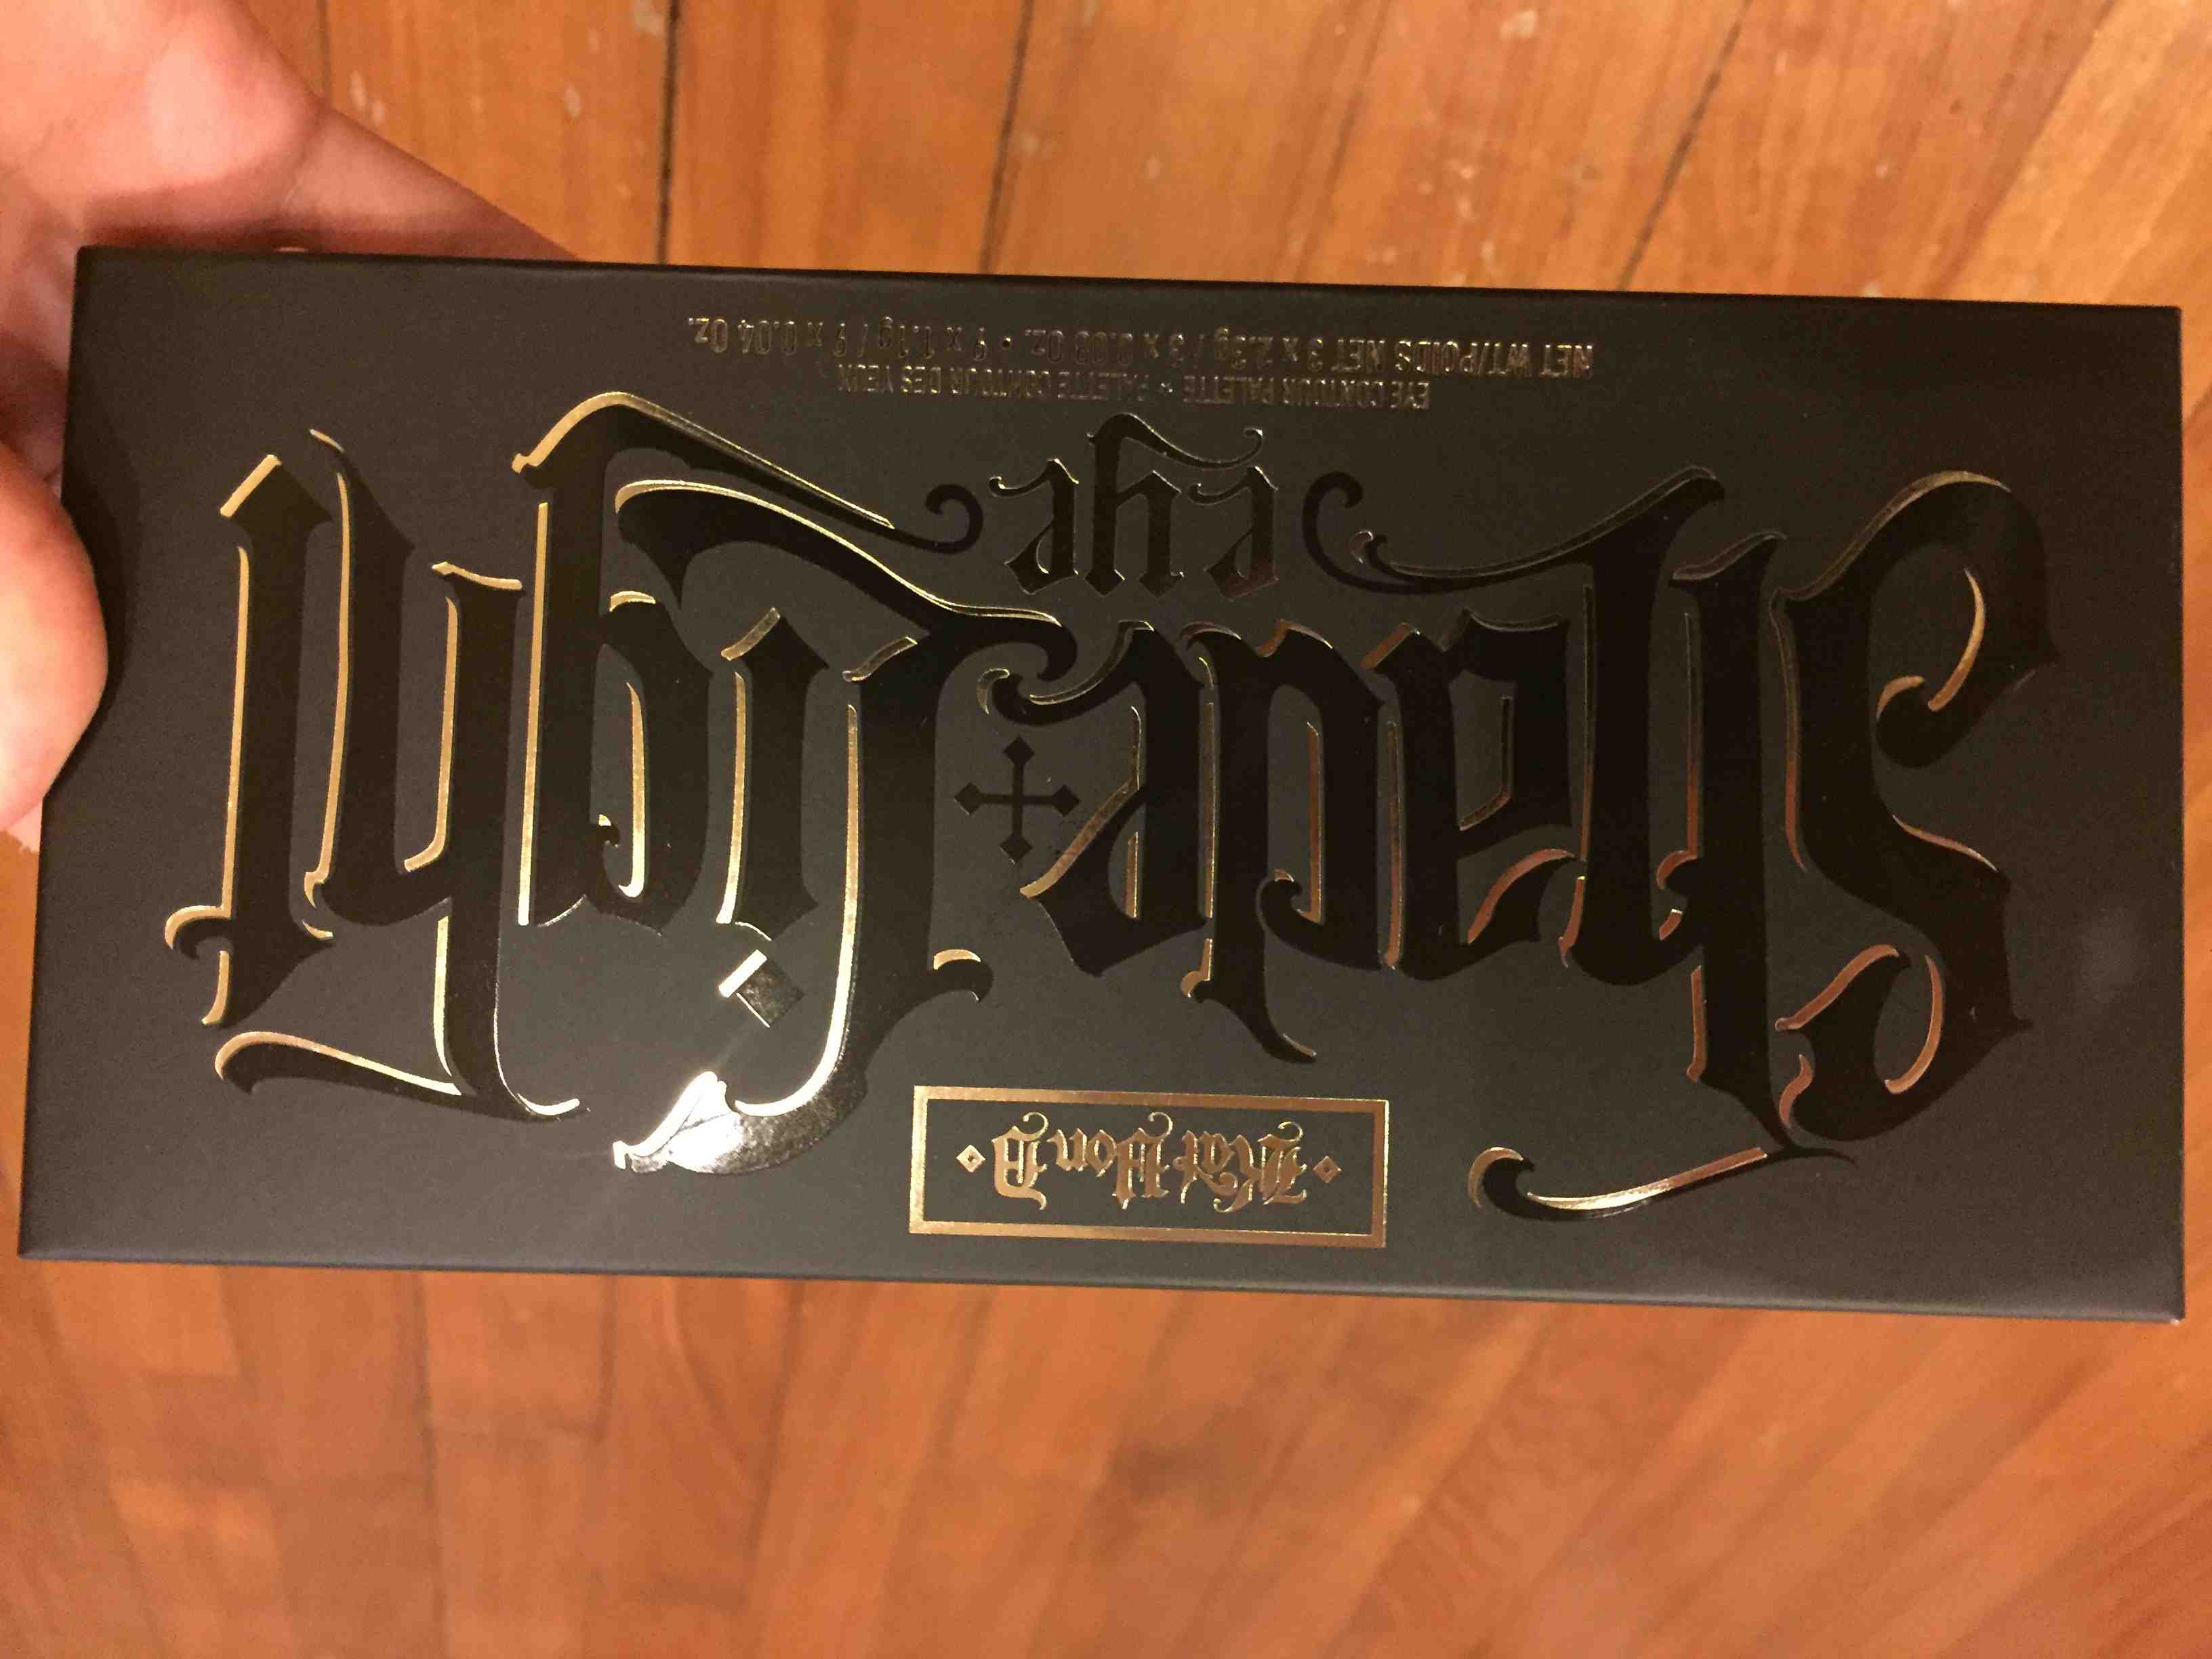 Kat Von D
Shade + Light
eye
EYE CONTOUR PALETTE • PALETTE CONTOUR DES YEUX
NET WT/POIDS NET 3 x 2.3g / 3 x 0.08 Oz. • 9 x 1.1g / 9 x 0.04 Oz.